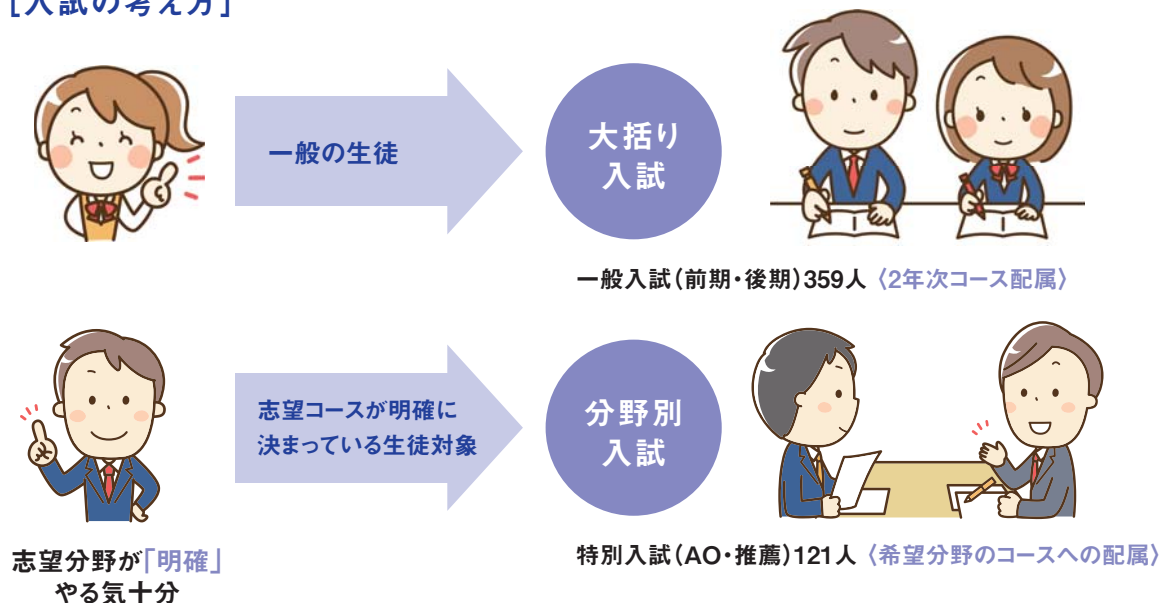 [入試の考え方]
一般の生徒
大括り
入試
一般入試(前期・後期)359人〈2年次コース配属〉
志望コースが明確に
決まっている生徒対象
分野別
入試
志望分野が「明確」
やる気十分
特別入試(AO・推薦)121人〈希望分野のコースへの配属〉